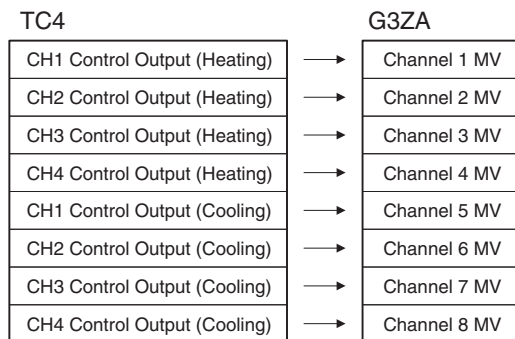 TC4 G3ZA
CH1 Control Output (Heating) Channel 1 MV
CH2 Control Output (Heating) Channel 2 MV
CH3 Control Output (Heating) Channel 3 MV
CH4 Control Output (Heating) Channel 4 MV
CH1 Control Output (Cooling) Channel 5 MV
CH2 Control Output (Cooling) Channel 6 MV
CH3 Control Output (Cooling) Channel 7 MV
CH4 Control Output (Cooling) Channel 8 MV